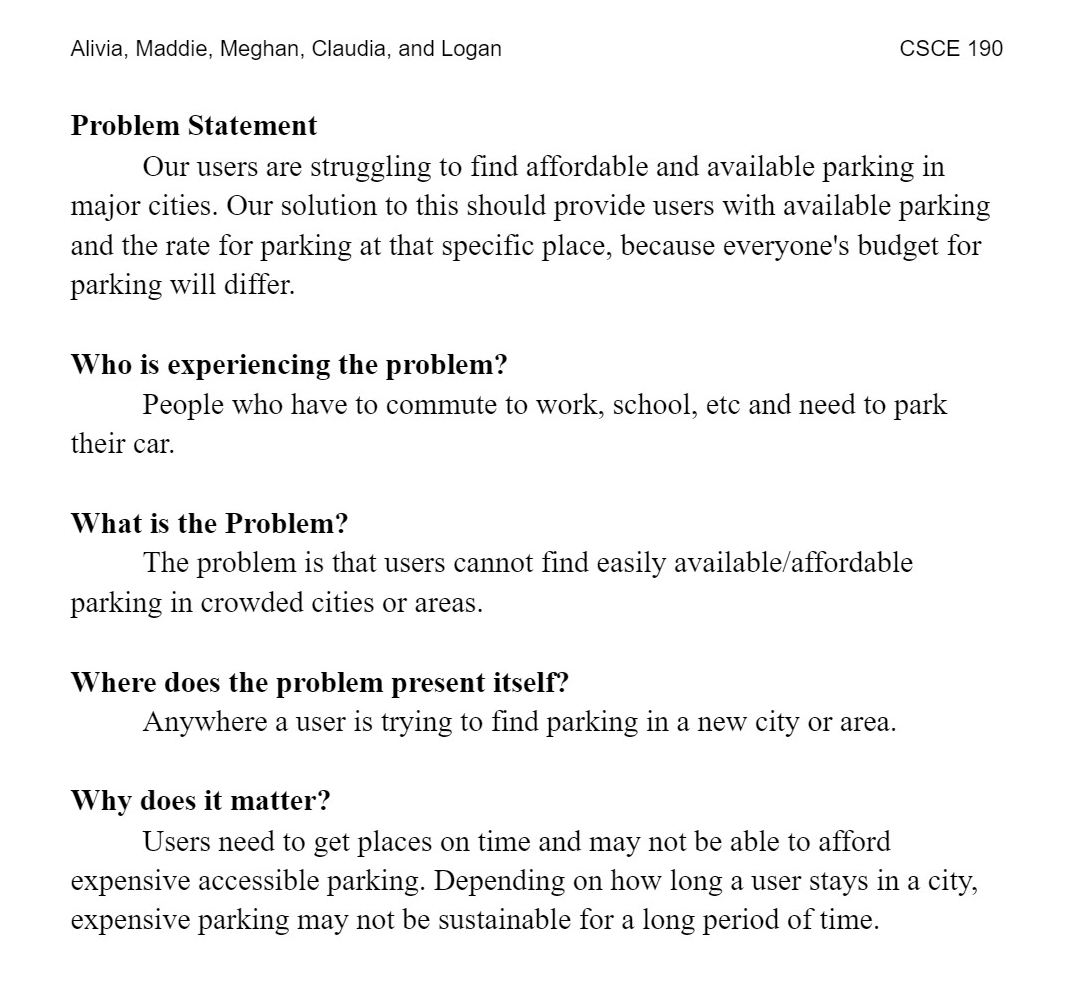 Alivia, Maddie, Meghan, Claudia, and Logan CSCE 190
Problem Statement
Our users are struggling to find affordable and available parking in
major cities. Our solution to this should provide users with available parking
and the rate for parking at that specific place, because everyone's budget for
parking will differ.
Who is experiencing the problem?
People who have to commute to work, school, etc and need to park
their car.
What is the Problem?
The problem is that users cannot find easily available/affordable
parking in crowded cities or areas.
Where does the problem present itself?
Anywhere a user is trying to find parking in a new city or area.
Why does it matter?
Users need to get places on time and may not be able to afford
expensive accessible parking. Depending on how long a user stays in a city,
expensive parking may not be sustainable for a long period of time.